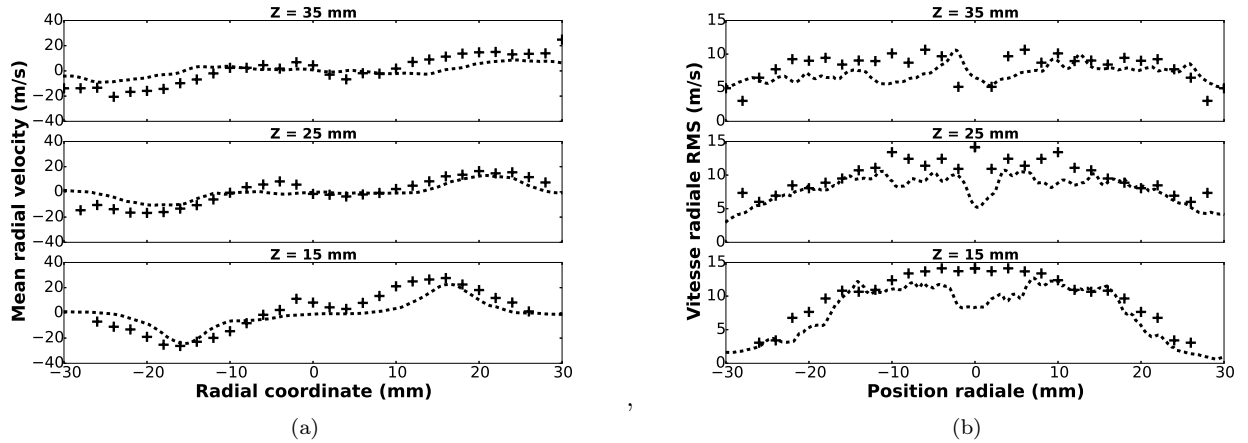 Z = 35 mm
40
20
0
−20
−40
Z = 25 mm
40
20
0
−20
−40
Z = 15 mm
40
20
0
−20
−40
−30 −20 −10 0 10 20 30
Radial coordinate (mm)
Mean radial velocity (m/s)
(a)
,
Z = 35 mm
15
10
5
0
Z = 25 mm
15
10
5
0
Z = 15 mm
15
10
5
0
−30 −20 −10 0 10 20 30
Position radiale (mm)
Vitesse radiale RMS (m/s)
(b)